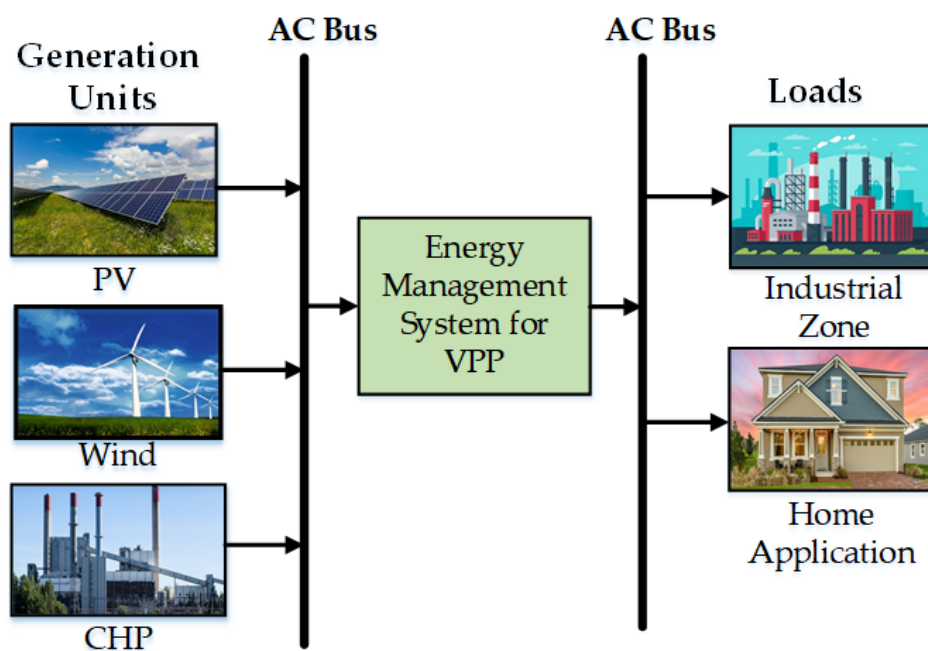 AC Bus
AC Bus
Generation
Units
Loads
PV
Energy
Management
System for
VPP
Industrial
Zone
Wind
Home
Application
CHP